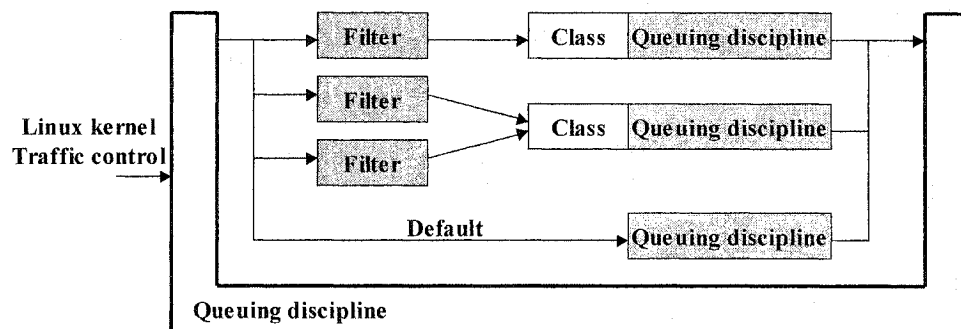 Filter
Class
Queuing discipline
Filter
Linux kernel
Traffic control
Class
Queuing discipline
Filter
Default
Queuing discipline
Queuing discipline